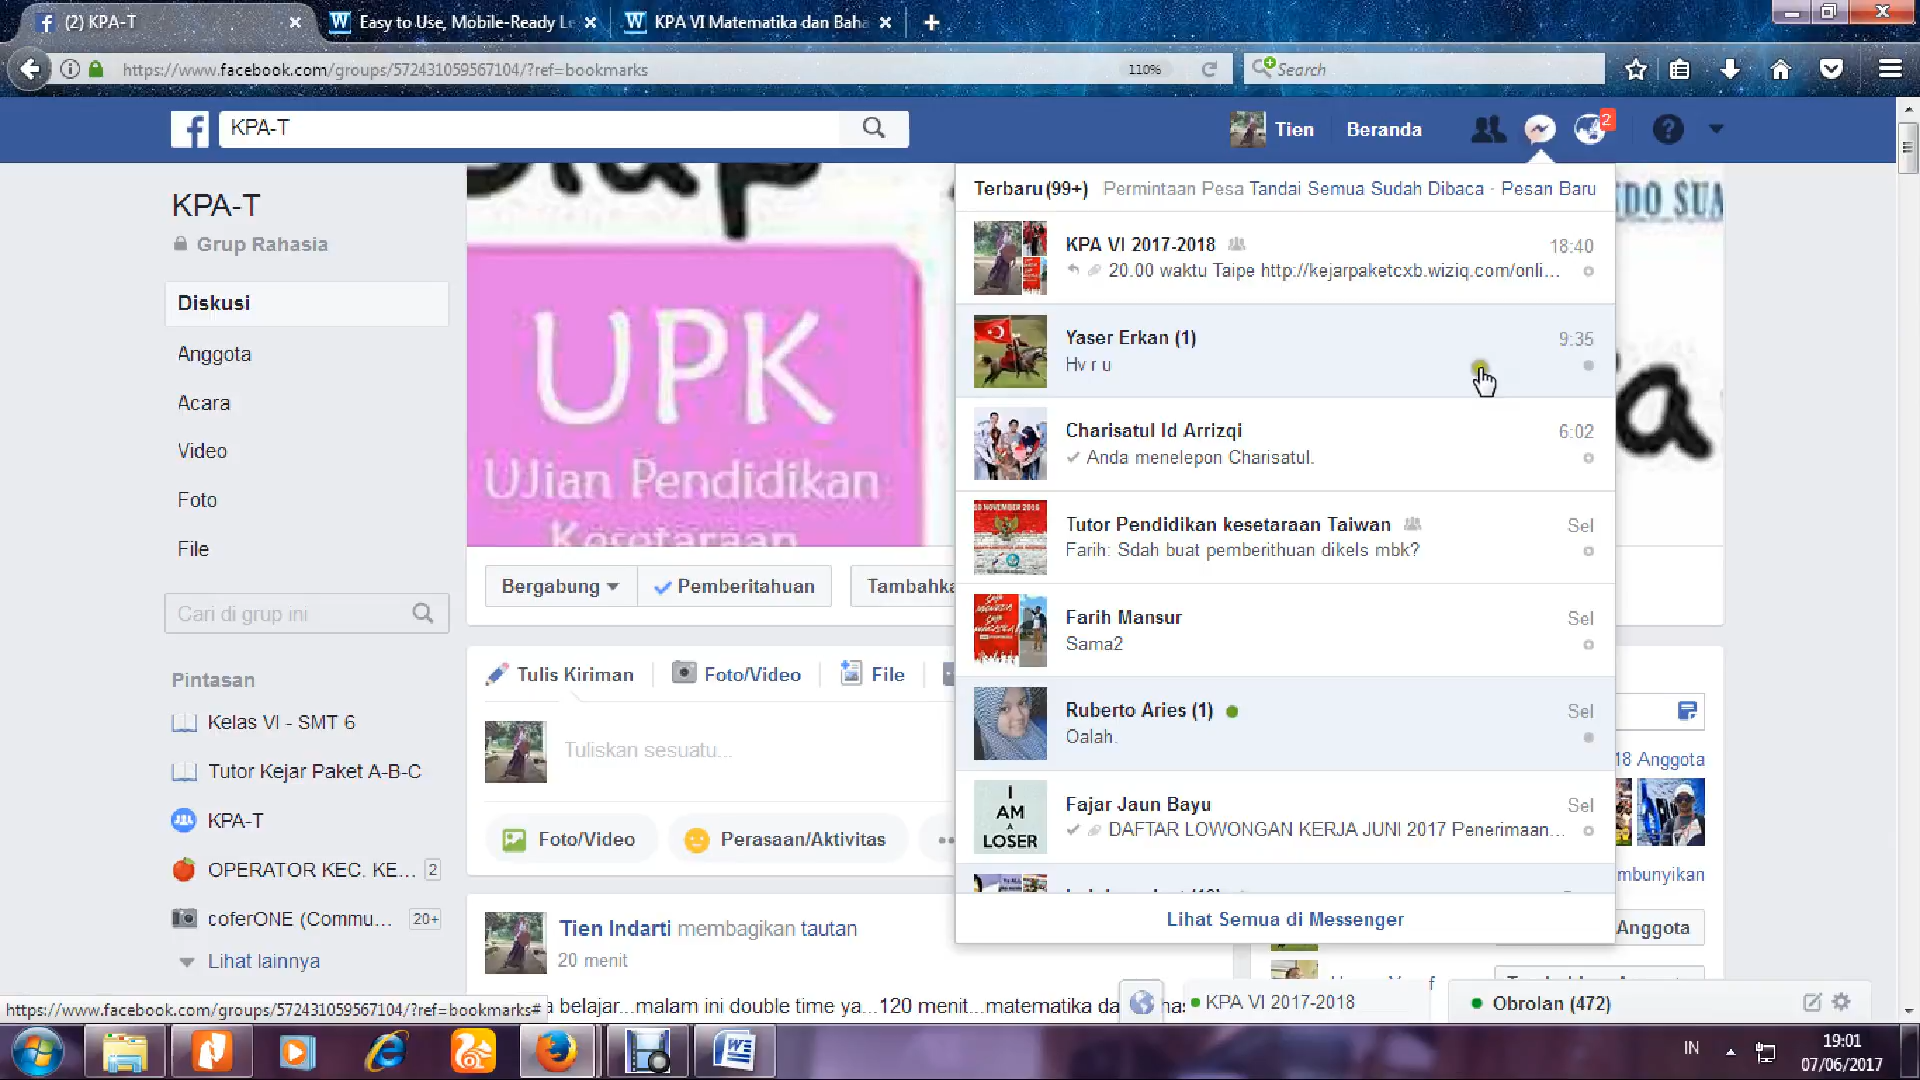 (2) KPA-T
Easy to Use, Mobile-Ready Le
KPA VI Matematika dan Baha
https://www.facebook.com/groups/572431059567104/?ref=bookmarks
110%
Search
KPA-T
Tien
Beranda
2
KPA-T
Grup Rahasia
Diskusi
Anggota
Acara
Video
Foto
File
Cari di grup ini
Pintasan
Kelas VI - SMT 6
Tutor Kejar Paket A-B-C
KPA-T
OPERATOR KEC. KE...
2
coferONE (Commu...
20+
Lihat lainnya
UPK
UJian Pendidikan
Kesetaraan
Bergabung
Pemberitahuan
Tambahka
Tulis Kiriman
Foto/Video
File
Tuliskan sesuatu...
Foto/Video
Perasaan/Aktivitas
Tien Indarti membagikan tautan
20 menit
a belajar...malam ini double time ya...120 menit...matematika da
Terbaru (99+)
Permintaan Pesa
Tandai Semua Sudah Dibaca · Pesan Baru
KPA VI 2017-2018
18:40
20.00 waktu Taipe http://kejarpaketcxb.wiziq.com/onli...
Yaser Erkan (1)
9:35
Hv r u
Charisatul Id Arrizqi
6:02
Anda menelepon Charisatul.
Tutor Pendidikan kesetaraan Taiwan
Sel
Farih: Sdah buat pemberithuan dikels mbk?
Farih Mansur
Sel
Sama2
Ruberto Aries (1)
Sel
Oalah.
I
AM
A
LOSER
Fajar Jaun Bayu
Sel
DAFTAR LOWONGAN KERJA JUNI 2017 Penerimaan...
Lihat Semua di Messenger
18 Anggota
mbunyikan
Anggota
KPA VI 2017-2018
Obrolan (472)
https://www.facebook.com/groups/572431059567104/?ref=bookmarks#
IN
19:01
07/06/2017